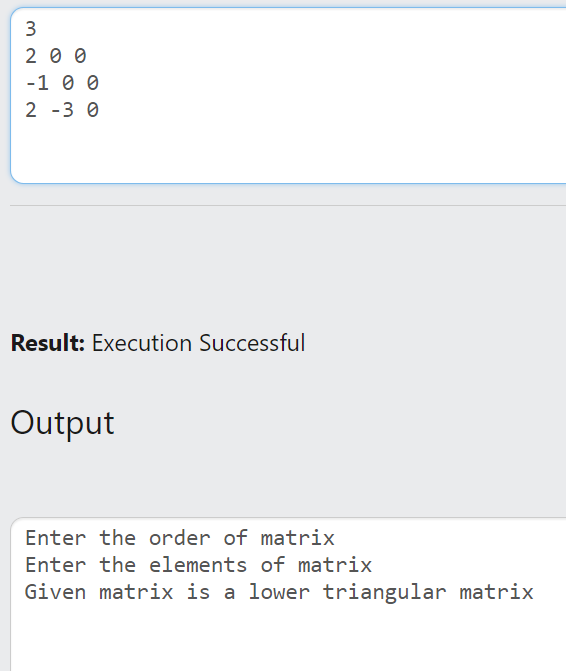 3
2 0 0
-1 0 0
2 -3 0
Result: Execution Successful
Output
Enter the order of matrix
Enter the elements of matrix
Given matrix is a lower triangular matrix